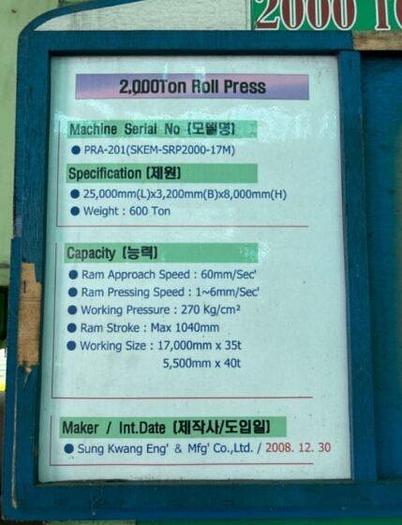 2000 TO
2,000Ton Roll Press
Machine Serial No [모델명]
● PRA-201(SKEM-SRP2000-17M)
Specification [제원]
● 25,000mm(L)x3,200mm(B)x8,000mm(H)
● Weight : 600 Ton
Capacity [능력]
● Ram Approach Speed : 60mm/Sec'
● Ram Pressing Speed : 1~6mm/Sec'
● Working Pressure : 270 Kg/cm²
● Ram Stroke : Max 1040mm
● Working Size : 17,000mm x 35t
5,500mm x 40t
Maker / Int.Date [제작사/도입일]
● Sung Kwang Eng' & Mfg' Co.,Ltd. / 2008. 12. 30